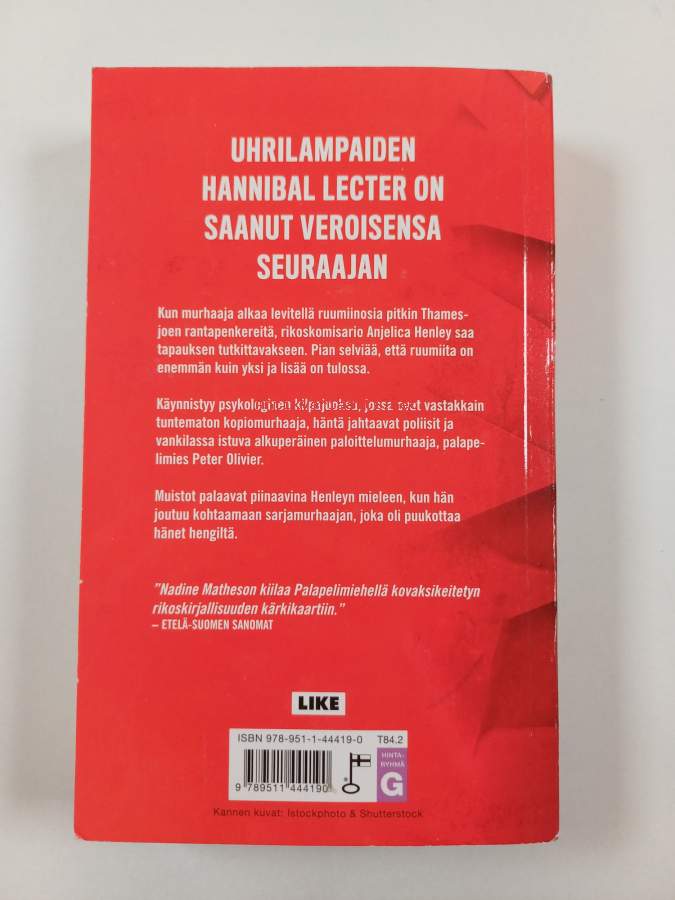 UHRILAMPAIDEN
HANNIBAL LECTER ON
SAANUT VEROISENSA
SEURAAJAN
Kun murhaaja alkaa levitellä ruumiinosia pitkin Thames-
joen rantapenkereitä, rikoskomisario Anjelica Henley saa
tapauksen tutkittavakseen. Pian selviää, että ruumiita on
enemmän kuin yksi ja lisää on tulossa.
Käynnistyy psykologinen kilpajuoksu, jossa ovat vastakkain
tuntematon kopiomurhaaja, häntä jahtaavat poliisit ja
vankilassa istuva alkuperäinen paloittelumurhaaja, palape-
limies Peter Olivier.
Muistot palaavat piinaavina Henleyn mieleen, kun hän
joutuu kohtaamaan sarjamurhaajan, joka oli puukottaa
hänet hengiltä.
"Nadine Matheson kiilaa Palapelimiehellä kovaksikeitetyn
rikoskirjallisuuden kärkikaartiin."
– ETELÄ-SUOMEN SANOMAT
LIKE
ISBN 978-951-1-44419-0 T84.2
HINTA-
RYHMÄ
G
9 789511 444190
Kannen kuvat: Istockphoto & Shutterstock